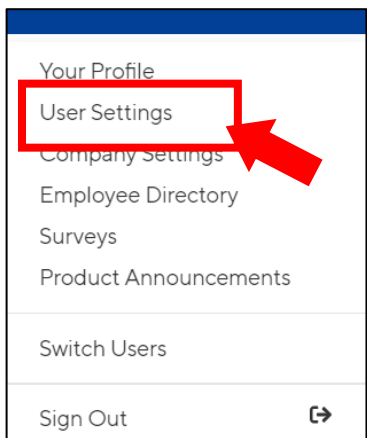 Your Profile
User Settings
Company Settings
Employee Directory
Surveys
Product Announcements
Switch Users
Sign Out